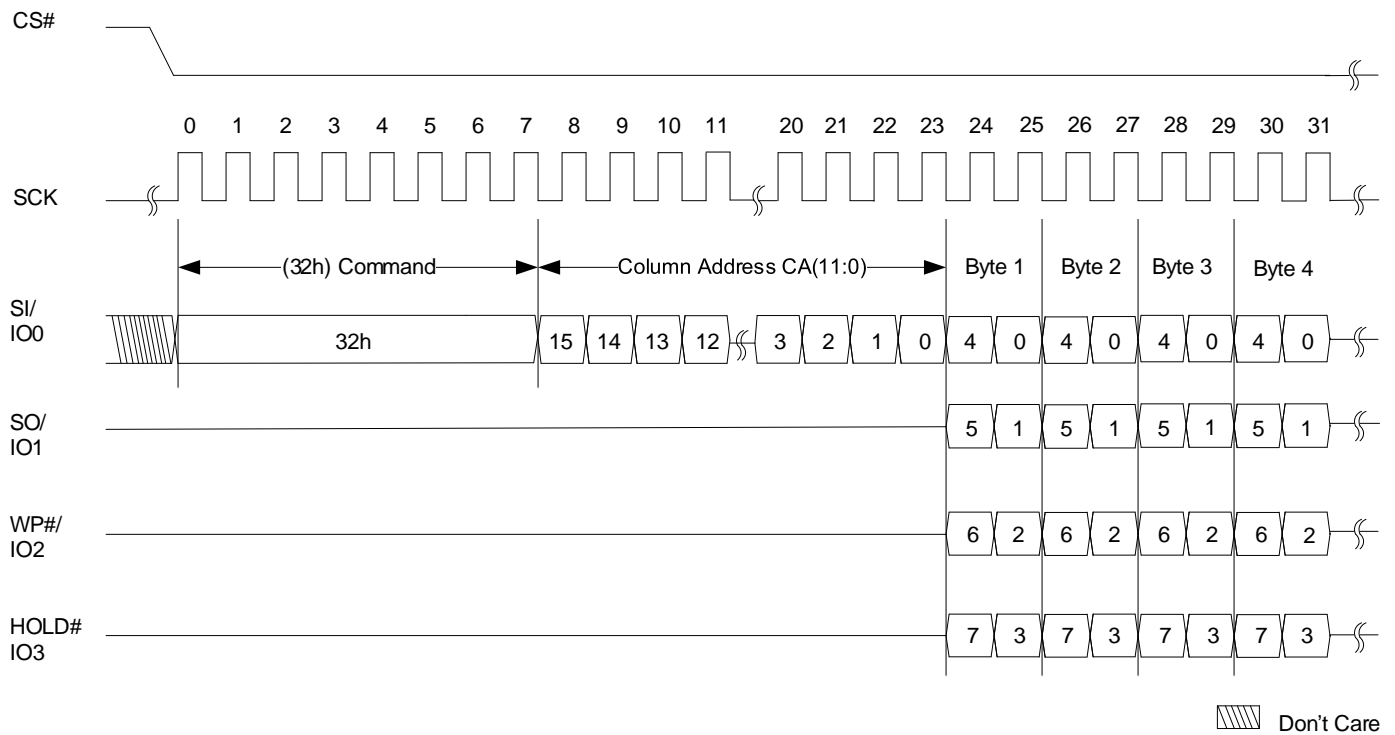 CS#
0 1 2 3 4 5 6 7 8 9 10 11 20 21 22 23 24 25 26 27 28 29 30 31
SCK
(32h) Command Column Address CA(11:0) Byte 1 Byte 2 Byte 3 Byte 4
SI/
IO0
32h 15 14 13 12 3 2 1 0 4 0 4 0 4 0 4 0
SO/
IO1
5 1 5 1 5 1 5 1
WP#/
IO2
6 2 6 2 6 2 6 2
HOLD#
IO3
7 3 7 3 7 3 7 3
Don't Care